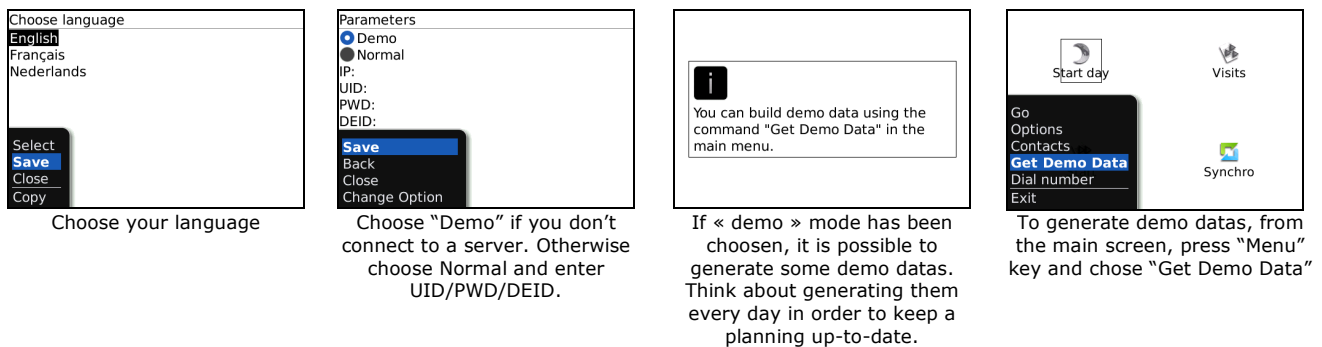 Choose language
English
Français
Nederlands
Select
Save
Close
Copy
Choose your language
Parameters
Demo
Normal
IP:
UID:
PWD:
DEID:
Save
Back
Close
Change Option
Choose “Demo” if you don’t
connect to a server. Otherwise
choose Normal and enter
UID/PWD/DEID.
i
You can build demo data using the
command "Get Demo Data" in the
main menu.
If « demo » mode has been
choosen, it is possible to
generate some demo datas.
Think about generating them
every day in order to keep a
planning up-to-date.
Start day
Visits
Go
Options
Contacts
Get Demo Data
Dial number
Exit
Synchro
To generate demo datas, from
the main screen, press “Menu”
key and chose “Get Demo Data”